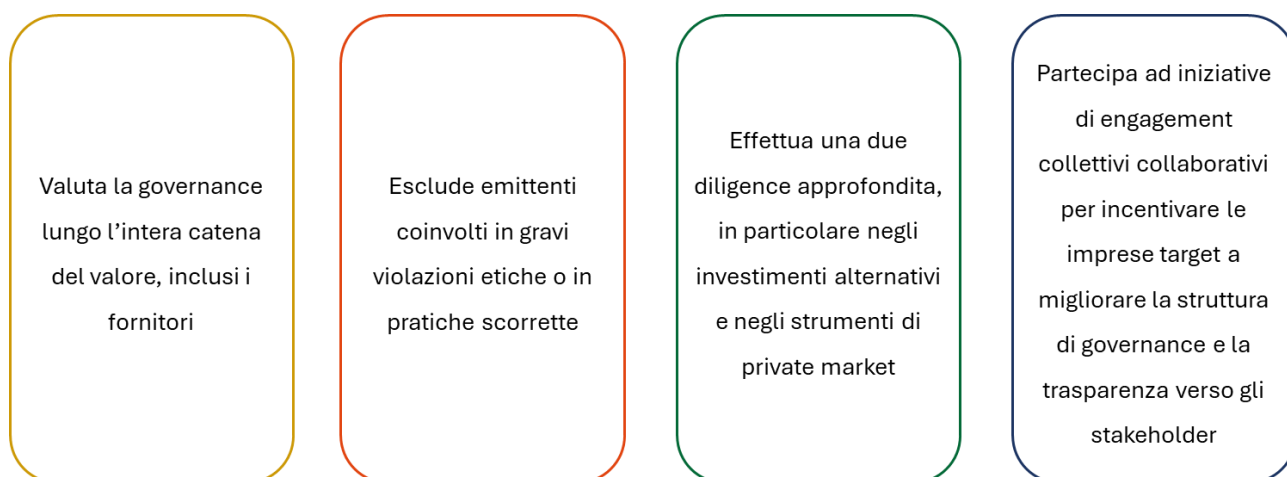 Valuta la governance
lungo l’intera catena
del valore, inclusi i
fornitori
Esclude emittenti
coinvolti in gravi
violazioni etiche o in
pratiche scorrette
Effettua una due
diligence approfondita,
in particolare negli
investimenti alternativi
e negli strumenti di
private market
Partecipa ad iniziative
di engagement
collettivi collaborativi
per incentivare le
imprese target a
migliorare la struttura
di governance e la
trasparenza verso gli
stakeholder